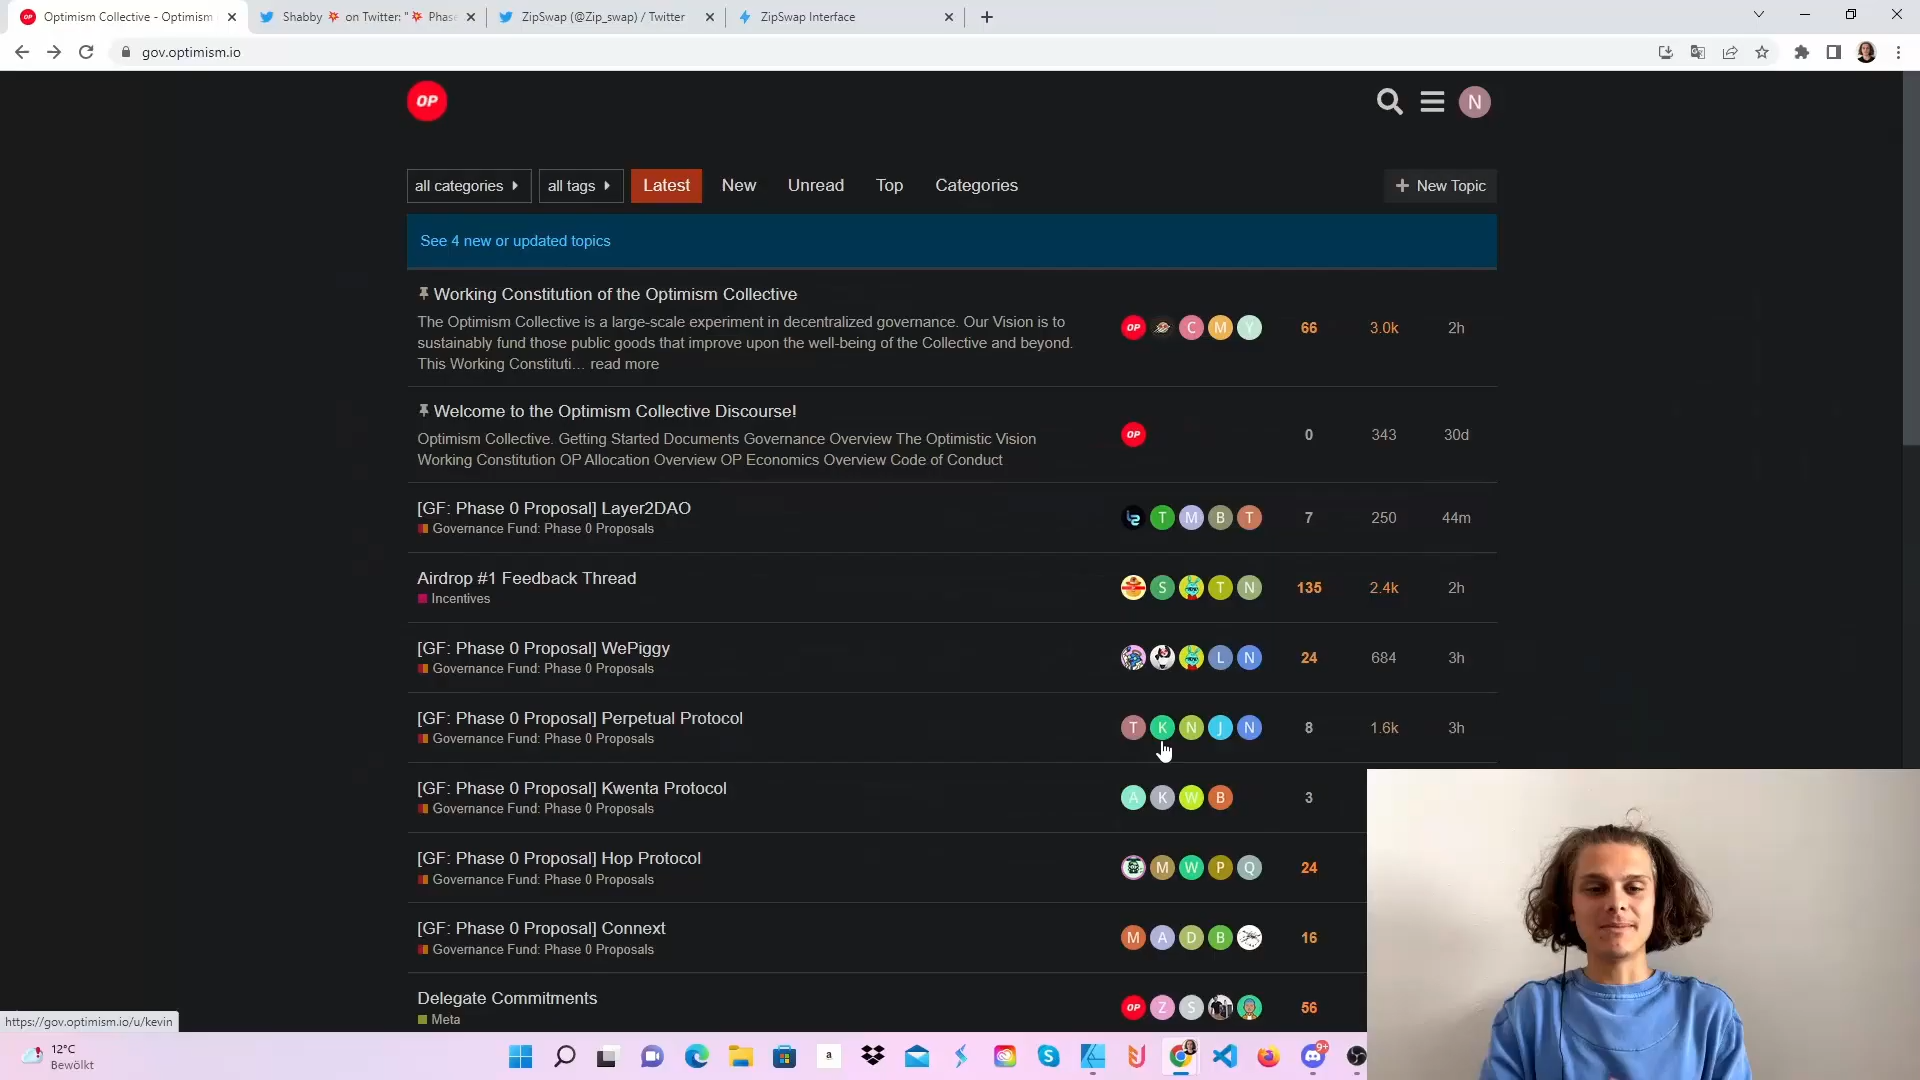 Optimism Collective - Optimism
Shabby 💥 on Twitter: "💥 Phase
ZipSwap (@Zip_swap) / Twitter
ZipSwap Interface
gov.optimism.io
OP
N
all categories
all tags
Latest
New
Unread
Top
Categories
+ New Topic
See 4 new or updated topics
Working Constitution of the Optimism Collective
The Optimism Collective is a large-scale experiment in decentralized governance. Our Vision is to
sustainably fund those public goods that improve upon the well-being of the Collective and beyond.
This Working Constituti… read more
OP C M Y 66 3.0k 2h
Welcome to the Optimism Collective Discourse!
Optimism Collective. Getting Started Documents Governance Overview The Optimistic Vision
Working Constitution OP Allocation Overview OP Economics Overview Code of Conduct
OP 0 343 30d
[GF: Phase 0 Proposal] Layer2DAO
Governance Fund: Phase 0 Proposals
T M B T 7 250 44m
Airdrop #1 Feedback Thread
Incentives
S T N 135 2.4k 2h
[GF: Phase 0 Proposal] WePiggy
Governance Fund: Phase 0 Proposals
L N 24 684 3h
[GF: Phase 0 Proposal] Perpetual Protocol
Governance Fund: Phase 0 Proposals
T K N J N 8 1.6k 3h
[GF: Phase 0 Proposal] Kwenta Protocol
Governance Fund: Phase 0 Proposals
A K W B 3
[GF: Phase 0 Proposal] Hop Protocol
Governance Fund: Phase 0 Proposals
M W P Q 24
[GF: Phase 0 Proposal] Connext
Governance Fund: Phase 0 Proposals
M A D B 16
Delegate Commitments
Meta
OP Z S 56
https://gov.optimism.io/u/kevin
12°C
Bewölkt
a
9+